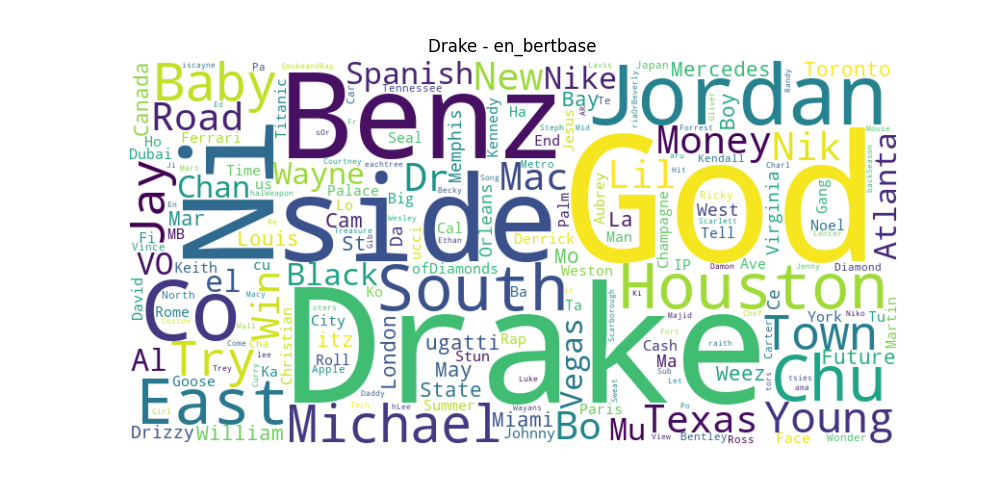 Drake - en_bertbase
Canada
iscayne
Pa
SmokeandRap
Baby
Spanish
Tennessee
New
Nike
Lavis
Japan
Mercedes
Toronto
Randy
Road
Titanic
Benz
Car
Bay
Te
Jordan
Boy
Oliver
Ed
Ferrari
Fr
sOr
Seal
Memphis
Kennedy
Ha
Steph
Mid
End
Jesus
Money
Forrest
Nik
Mouse
Ho
Dubai
Time
us
Ni
Courtney
eachtree
Metro
Song
Hit
Kendall
Charl
Atlanta
backSeason
Jay
Ji
Mart
Wayne
Dr
Mac
Lil
God
En
Chan
halWeapon
Palace
Becky
Big
Aubrey
Ricky
Gang
Mar
Lo
side
Orleans
Palm
La
West
Virginia
Noel
Fi
MB
Re
Cam
Da
Wesley
Cal
Champagne
Scarlett
Center
Vince
Louis
St
Treasure
ucci
Ethan
Derrick
Man
Tell
VO
Keith
cu
Black
ofDiamonds
Mo
Weston
IP
Damon
Ave
Jenny
Diamond
David
el
North
Macy
Ko
South
Ba
Ta
Ki
Houston
Ce
Co
Rome
Cotton
Mall
Win
oters
City
Drake
Scarborough
Majid
Chef
York
Niko
Tu
Martin
Come
Cha
itz
London
ugatti
Rap
Vegas
Fort
Town
Carter
Al
Try
lee
Trey
Christian
Roll
Apple
Stun
May
Cash
Ma
Sub
raith
Future
Goose
Ka
Curry
Daddy
State
Luke
Sweat
Let
Weez
tors
tsies
ama
Chu
East
Girl
Tech
hLee
Summer
Wayans
Paris
Po
Drizzy
William
Michael
Miami
Johnny
Bo
Mu
Texas
View
Bentley
Ross
Young
Face
Wonder